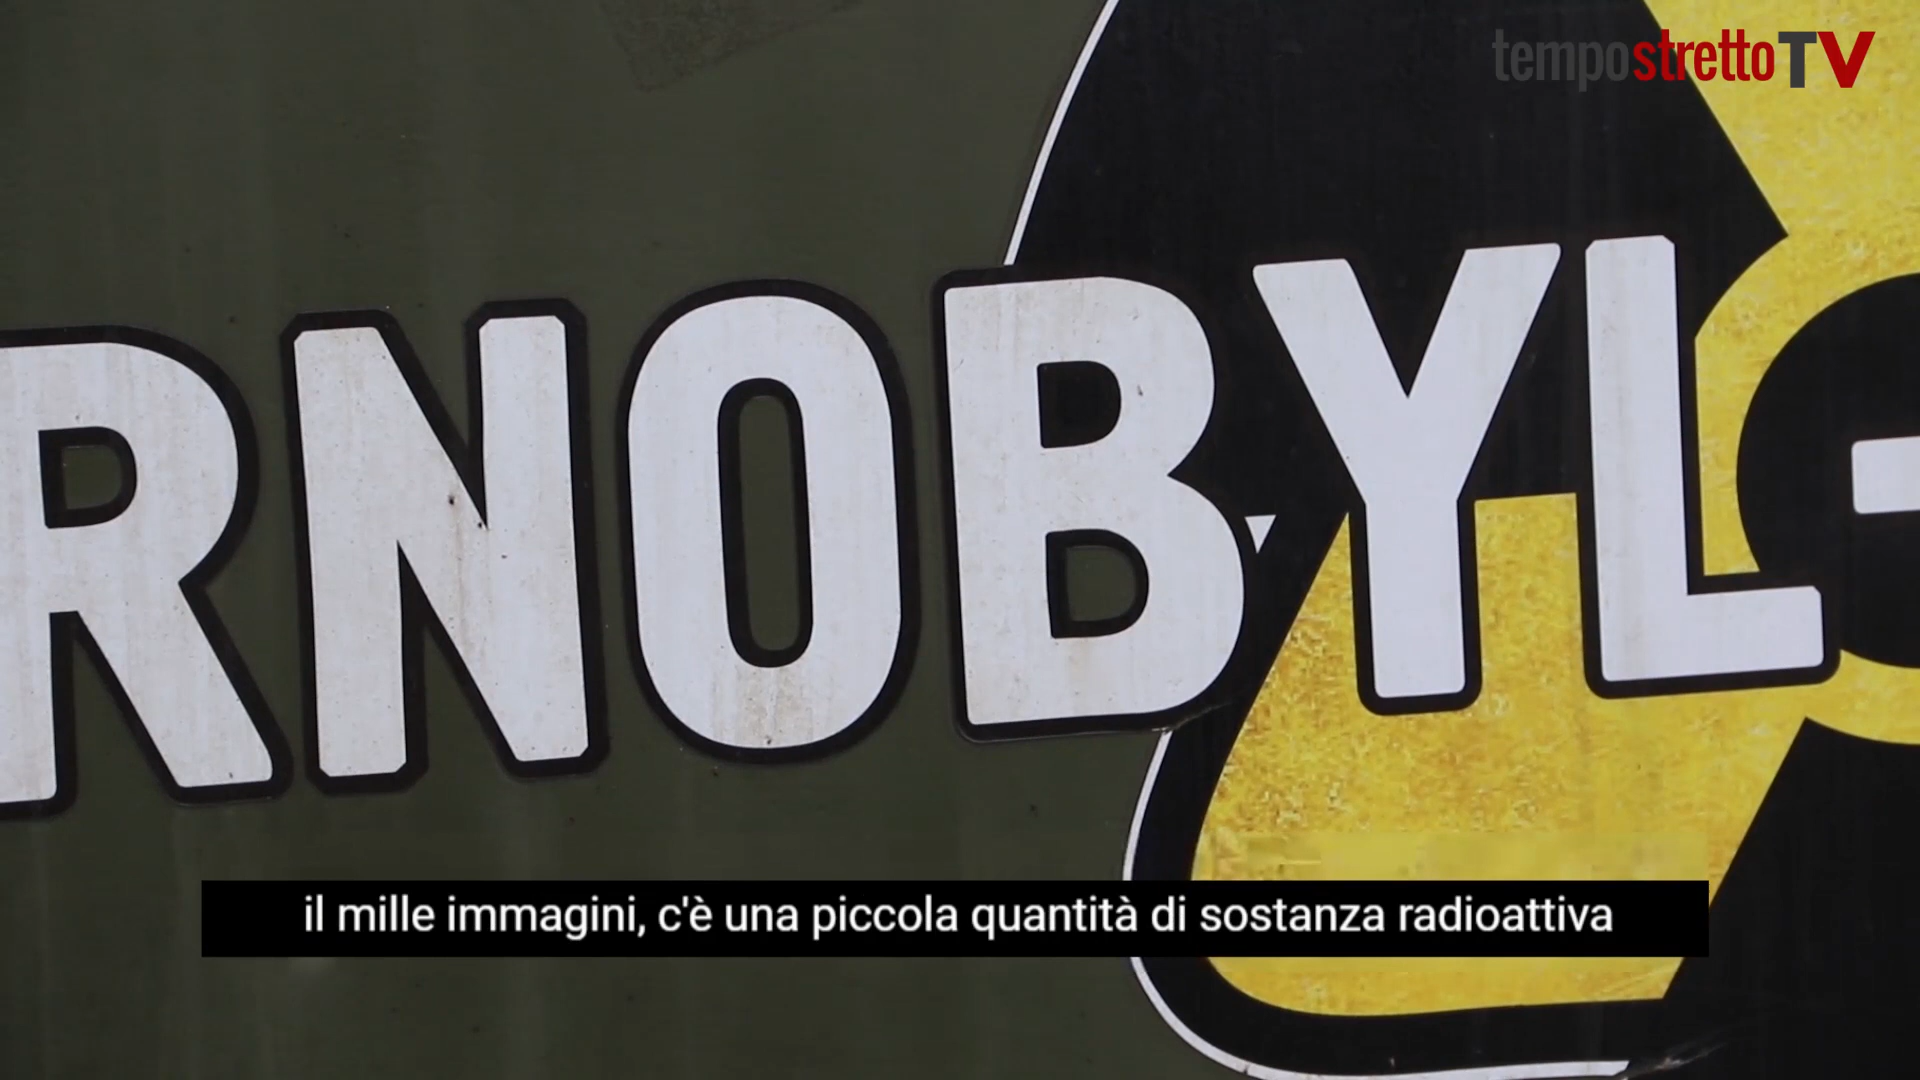 tempostrettoTV
RNOBYL-
il mille immagini, c'è una piccola quantità di sostanza radioattiva